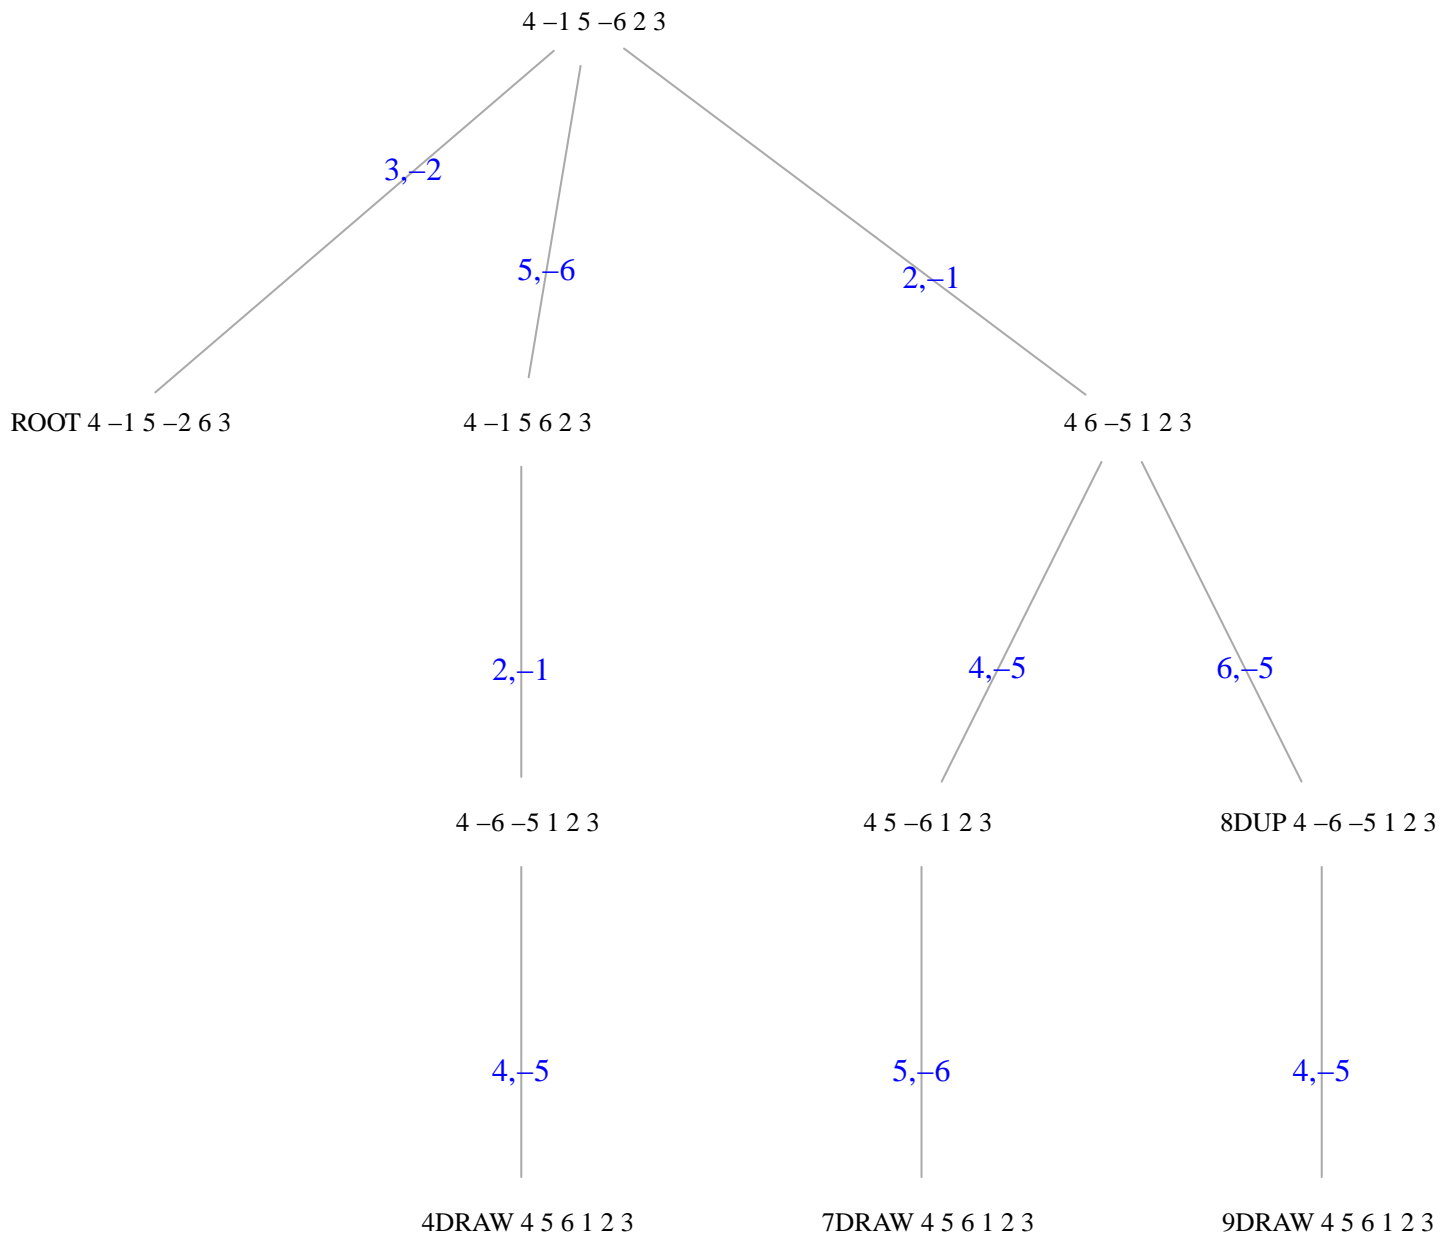 4 –1 5 –6 2 3
3,–2
5,–6
2,–1
ROOT 4 –1 5 –2 6 3
4 –1 5 6 2 3
4 6 –5 1 2 3
2,–1
4,–5
6,–5
4 –6 –5 1 2 3
4 5 –6 1 2 3
8DUP 4 –6 –5 1 2 3
4,–5
5,–6
4,–5
4DRAW 4 5 6 1 2 3
7DRAW 4 5 6 1 2 3
9DRAW 4 5 6 1 2 3